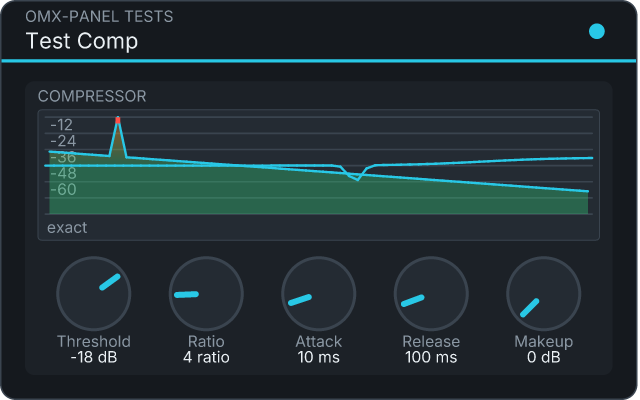 OMX-PANEL TESTS
Test Comp
COMPRESSOR
-12
-24
-36
-48
-60
exact
Threshold Ratio Attack Release Makeup
-18 dB 4 ratio 10 ms 100 ms 0 dB